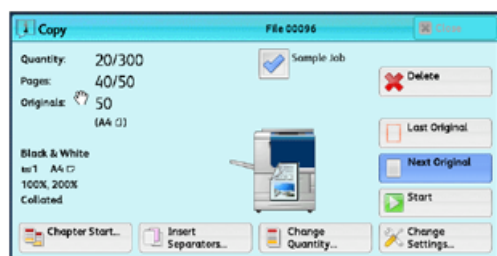 Copy
File 00096
Close
Quantity: 20/300
Sample Job
Pages: 40/50
Delete
Originals: 50
(A4)
Last Original
Black & White
Next Original
1 A4
100%, 200%
Start
Collated
Chapter Start...
Insert Separators...
Change Quantity...
Change Settings...